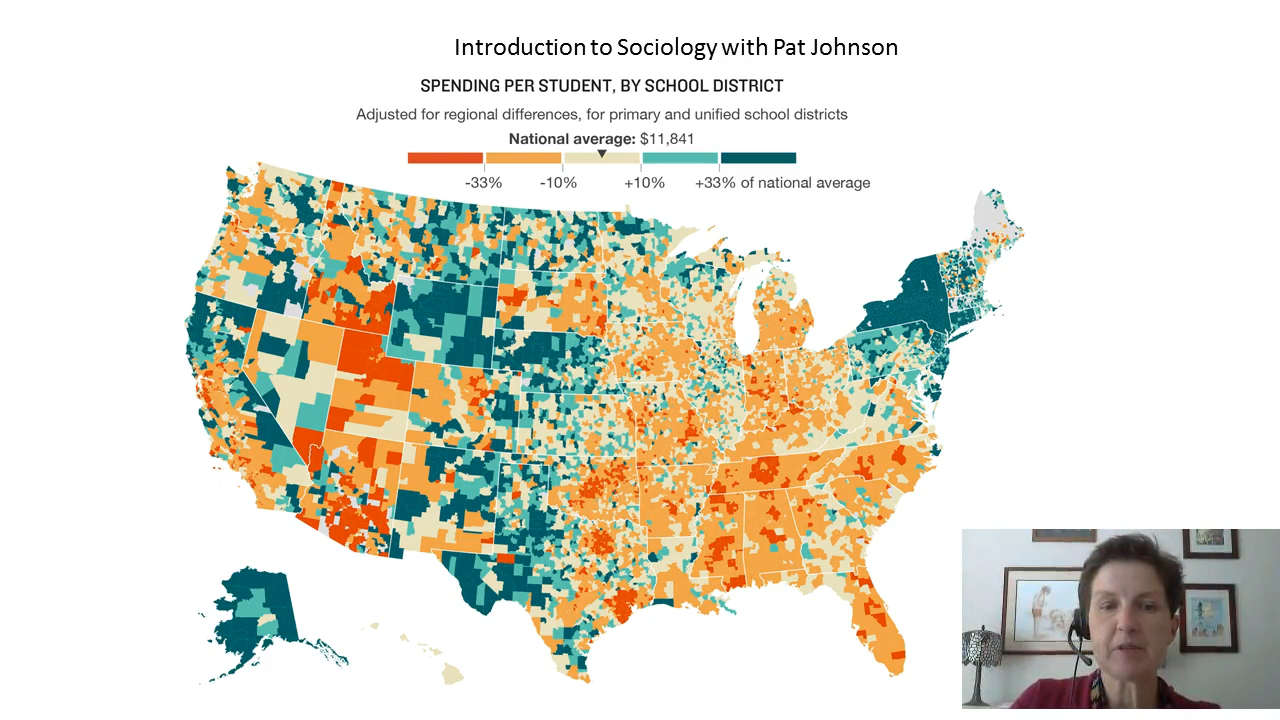 Introduction to Sociology with Pat Johnson
SPENDING PER STUDENT, BY SCHOOL DISTRICT
Adjusted for regional differences, for primary and unified school districts
National average: $11,841
-33% -10% +10% +33% of national average